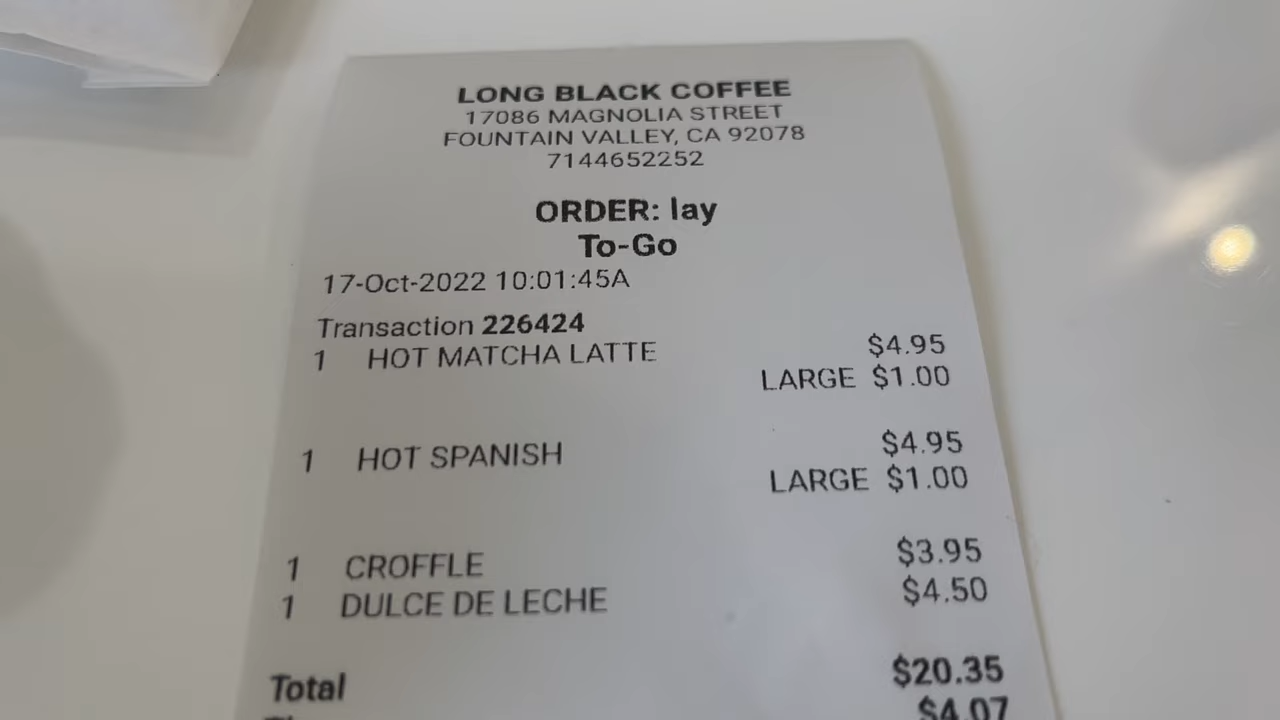 LONG BLACK COFFEE
17086 MAGNOLIA STREET
FOUNTAIN VALLEY, CA 92078
7144652252
ORDER: lay
To-Go
17-Oct-2022 10:01:45A
Transaction 226424
1 HOT MATCHA LATTE $4.95
LARGE $1.00
1 HOT SPANISH $4.95
LARGE $1.00
1 CROFFLE $3.95
1 DULCE DE LECHE $4.50
Total $20.35
$4.07